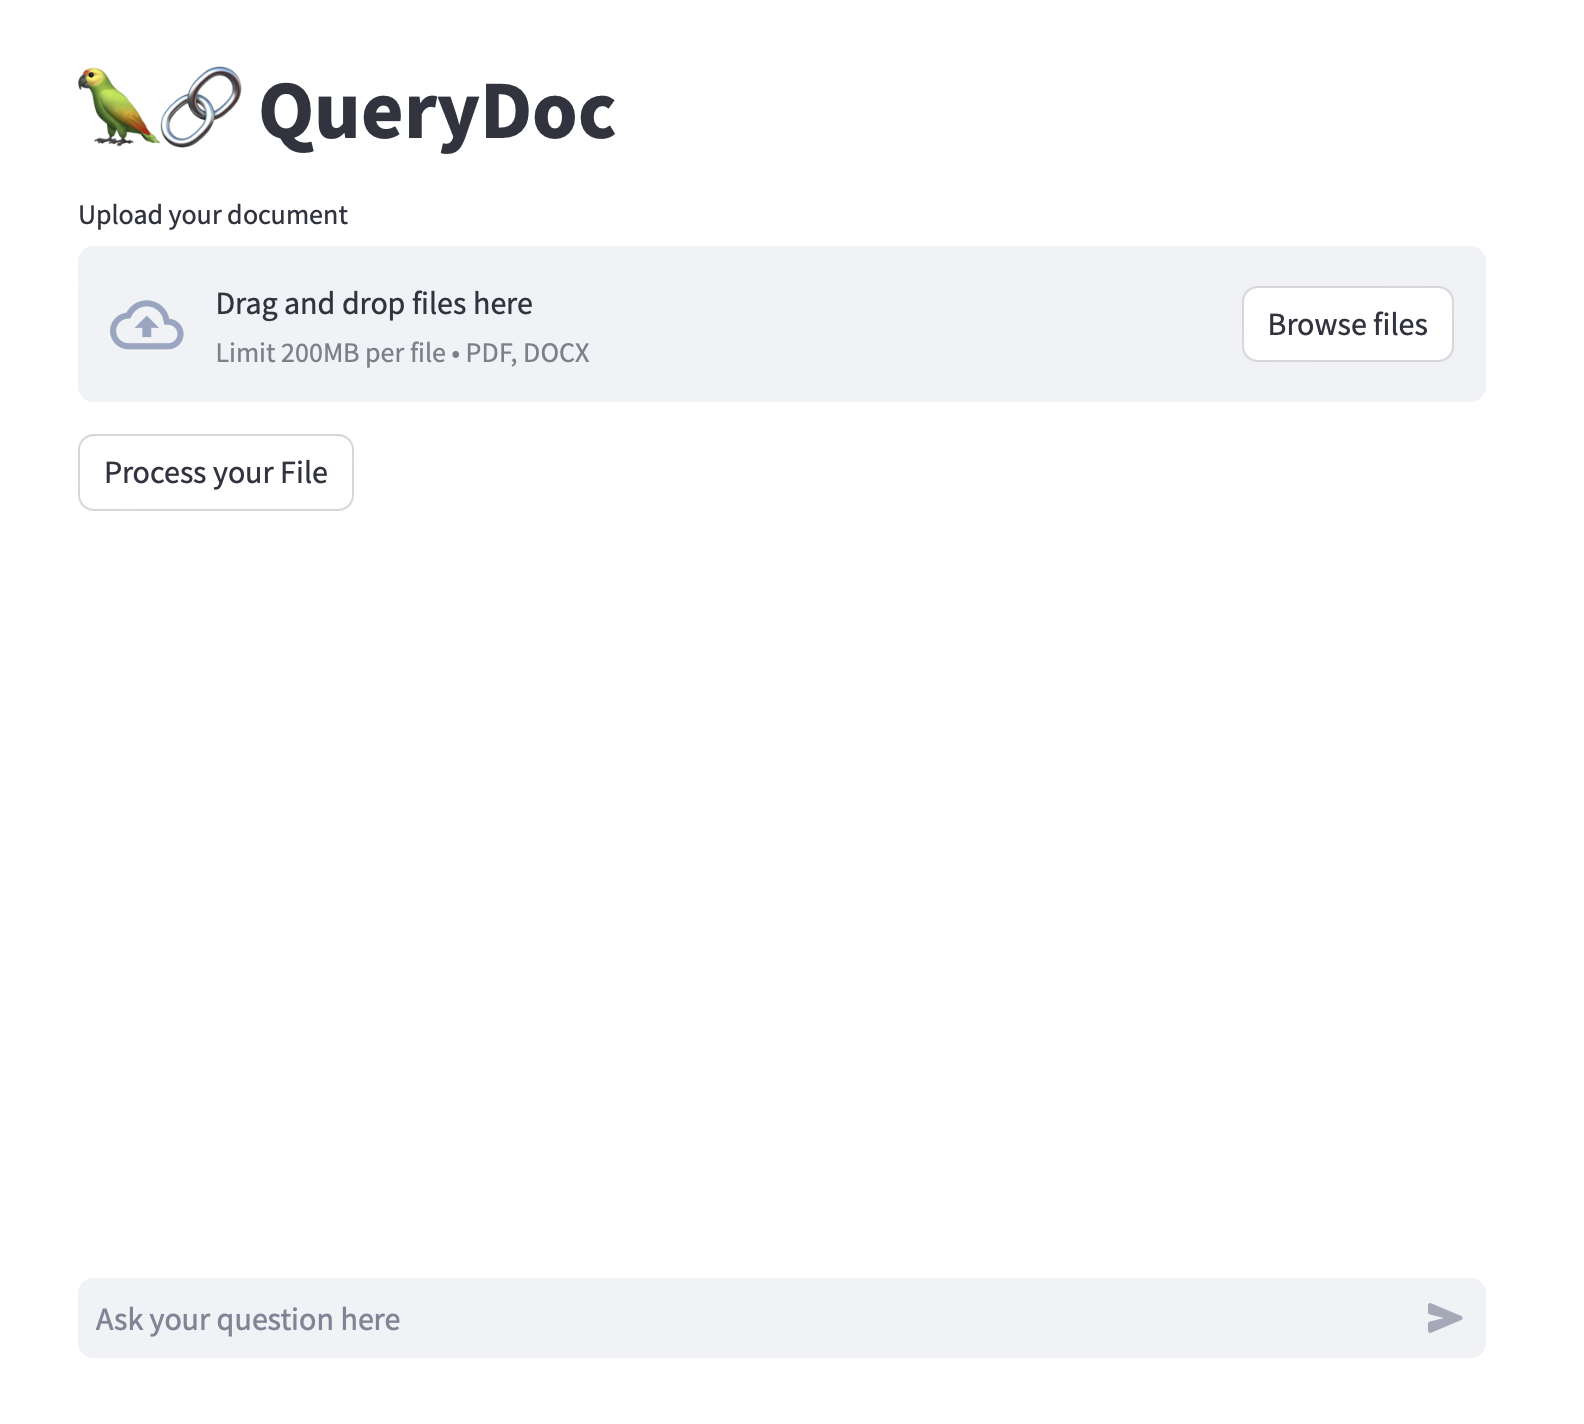 QueryDoc
Upload your document
Drag and drop files here
Limit 200MB per file • PDF, DOCX
Browse files
Process your File
Ask your question here